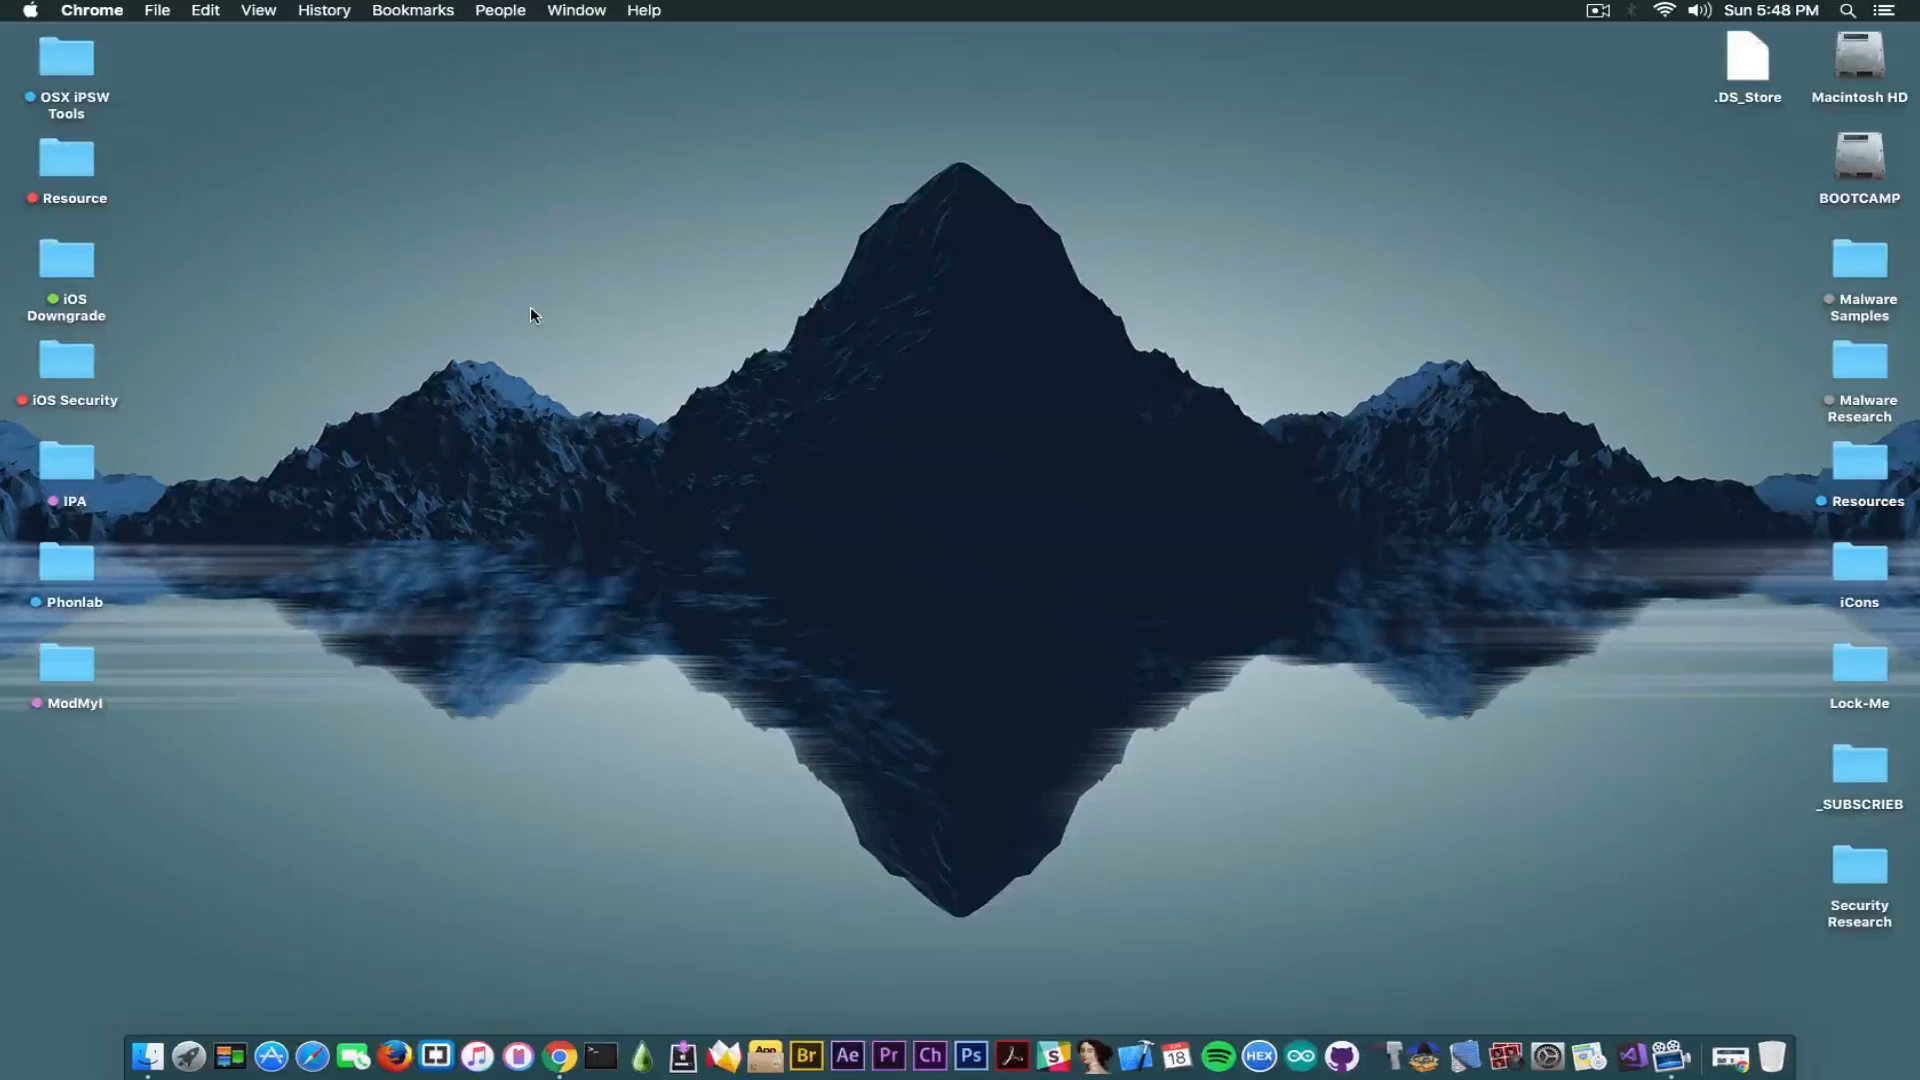 Chrome File Edit View History Bookmarks People Window Help
Sun 5:48 PM
OSX iPSW
Tools
Resource
iOS
Downgrade
iOS Security
IPA
Phonlab
ModMyI
.DS_Store
Macintosh HD
BOOTCAMP
Malware
Samples
Malware
Research
Resources
iCons
Lock-Me
_SUBSCRIEB
Security
Research
App
Br
Ae
Pr
Ch
Ps
18
HEX